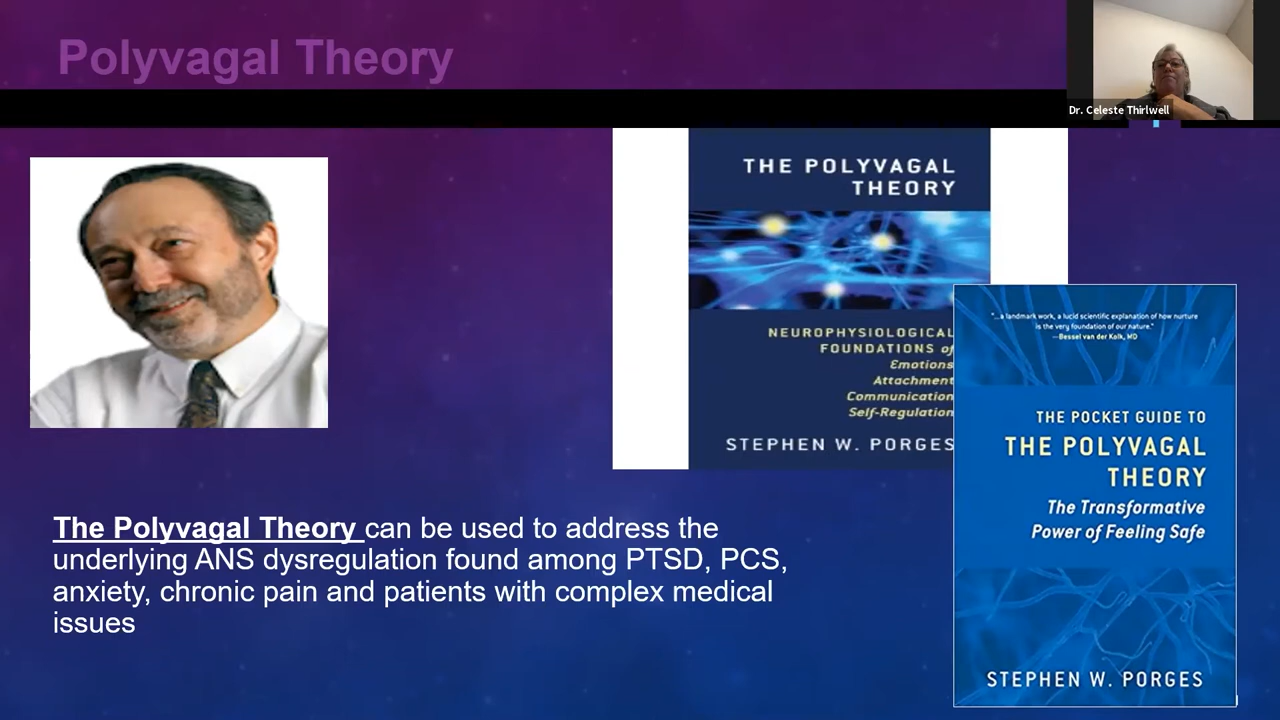 Polyvagal Theory
Dr. Celeste Thirlwell
THE POLYVAGAL
THEORY
NEUROPHYSIOLOGICAL
FOUNDATIONS of
Emotions
Attachment
Communication
Self-Regulation
STEPHEN W. PORGES
"...a landmark work, a lucid scientific explanation of how nurture
is the very foundation of our nature."
—Bessel van der Kolk, MD
THE POCKET GUIDE TO
THE POLYVAGAL
THEORY
The Transformative
Power of Feeling Safe
STEPHEN W. PORGES
The Polyvagal Theory can be used to address the
underlying ANS dysregulation found among PTSD, PCS,
anxiety, chronic pain and patients with complex medical
issues